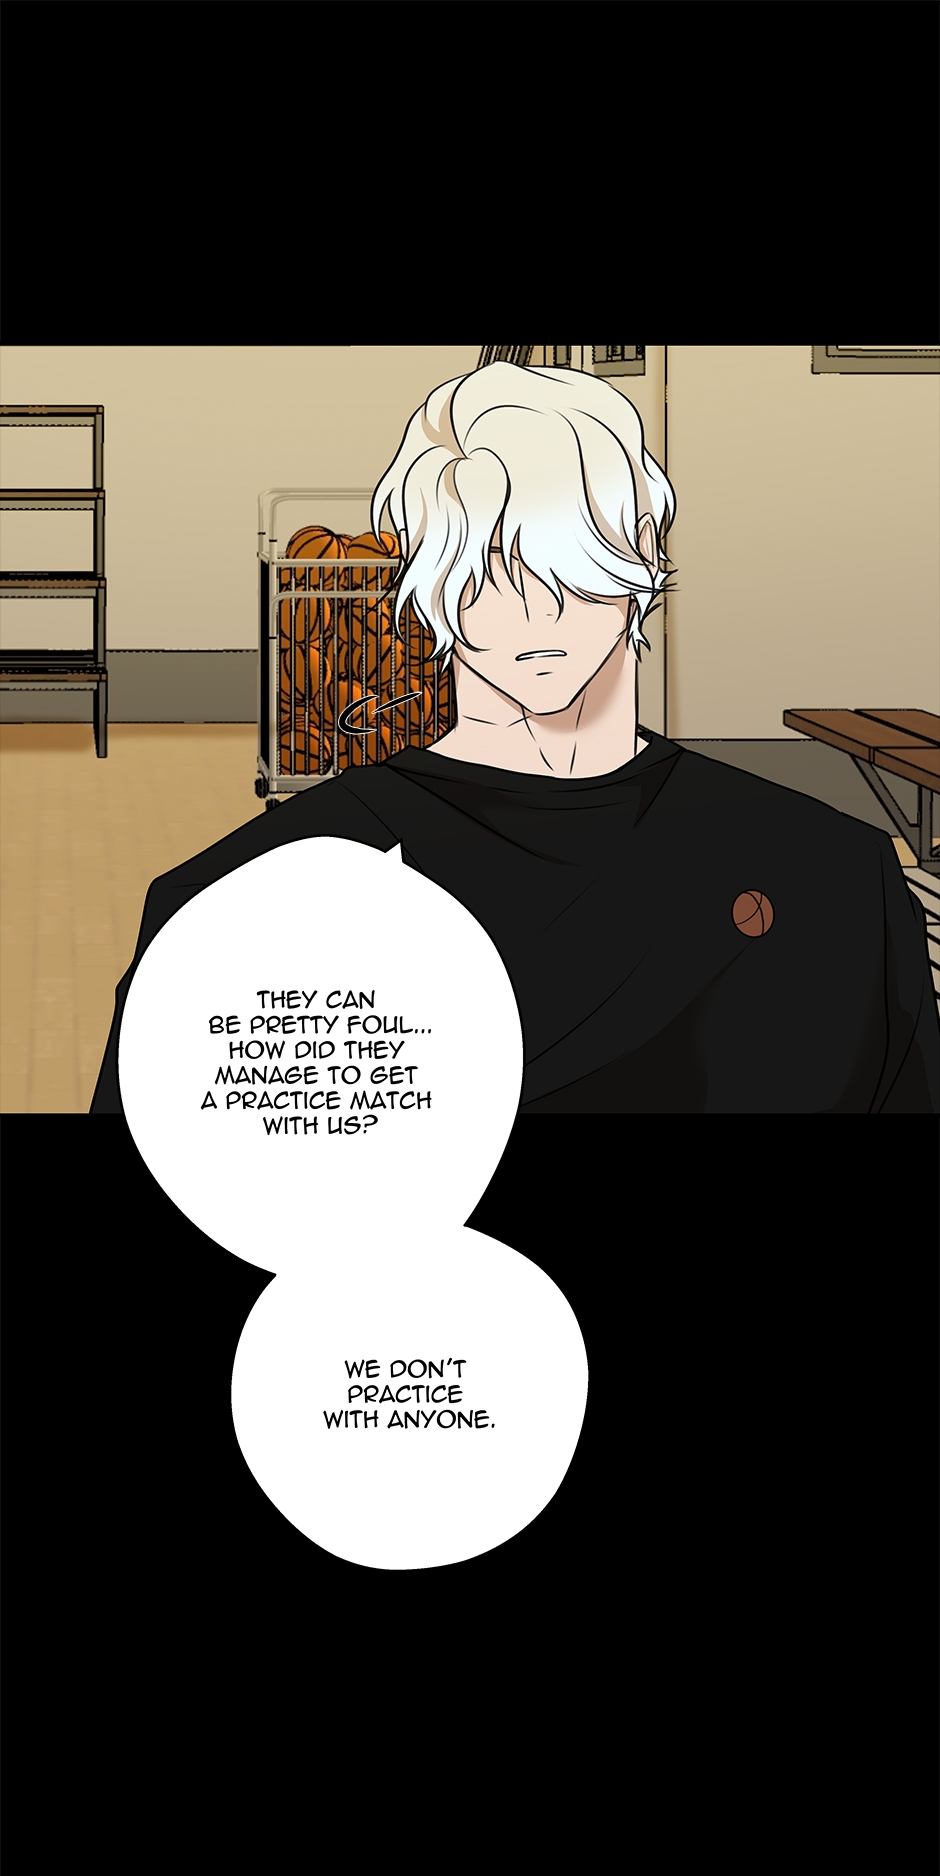 THEY CAN
BE PRETTY FOUL...
HOW DID THEY
MANAGE TO GET
A PRACTICE MATCH
WITH US?
WE DON'T
PRACTICE
WITH ANYONE.